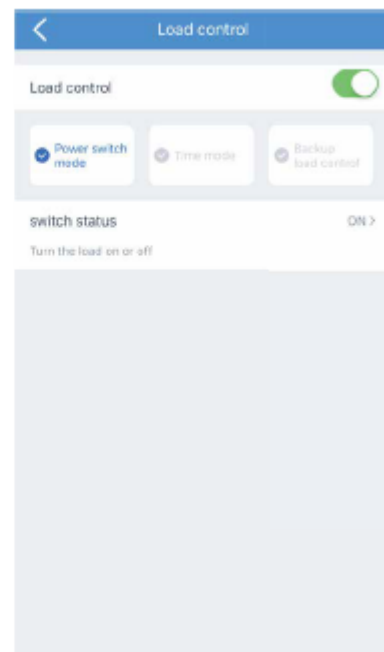 Load control
Load control
Power switch
mode
Time mode
Backup
load control
switch status
ON >
Turn the load on or off